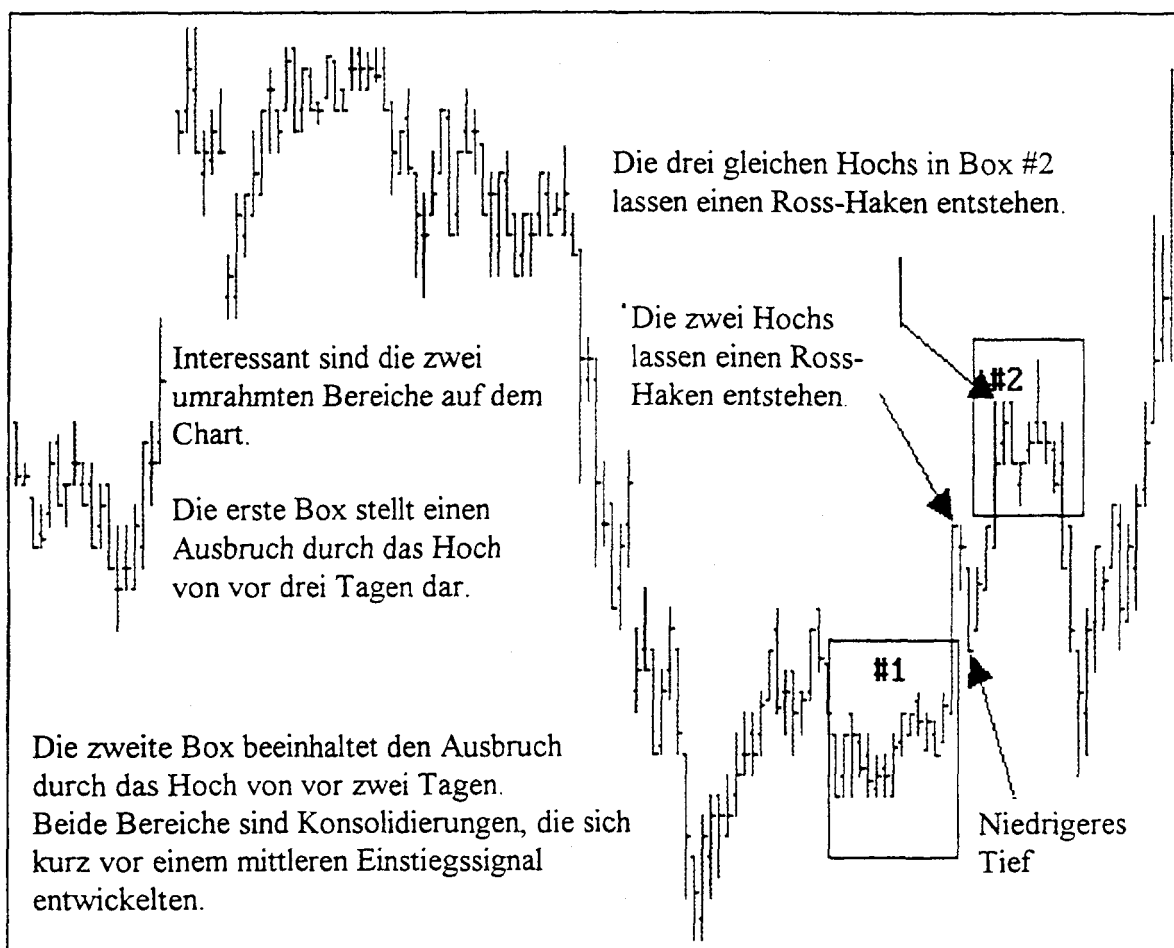 Die drei gleichen Hochs in Box #2
lassen einen Ross-Haken entstehen.
Die zwei Hochs
lassen einen Ross-
Haken entstehen.
#2
Interessant sind die zwei
umrahmten Bereiche auf dem
Chart.
Die erste Box stellt einen
Ausbruch durch das Hoch
von vor drei Tagen dar.
#1
Die zweite Box beeinhaltet den Ausbruch
durch das Hoch von vor zwei Tagen.
Beide Bereiche sind Konsolidierungen, die sich
kurz vor einem mittleren Einstiegssignal
entwickelten.
Niedrigeres
Tief